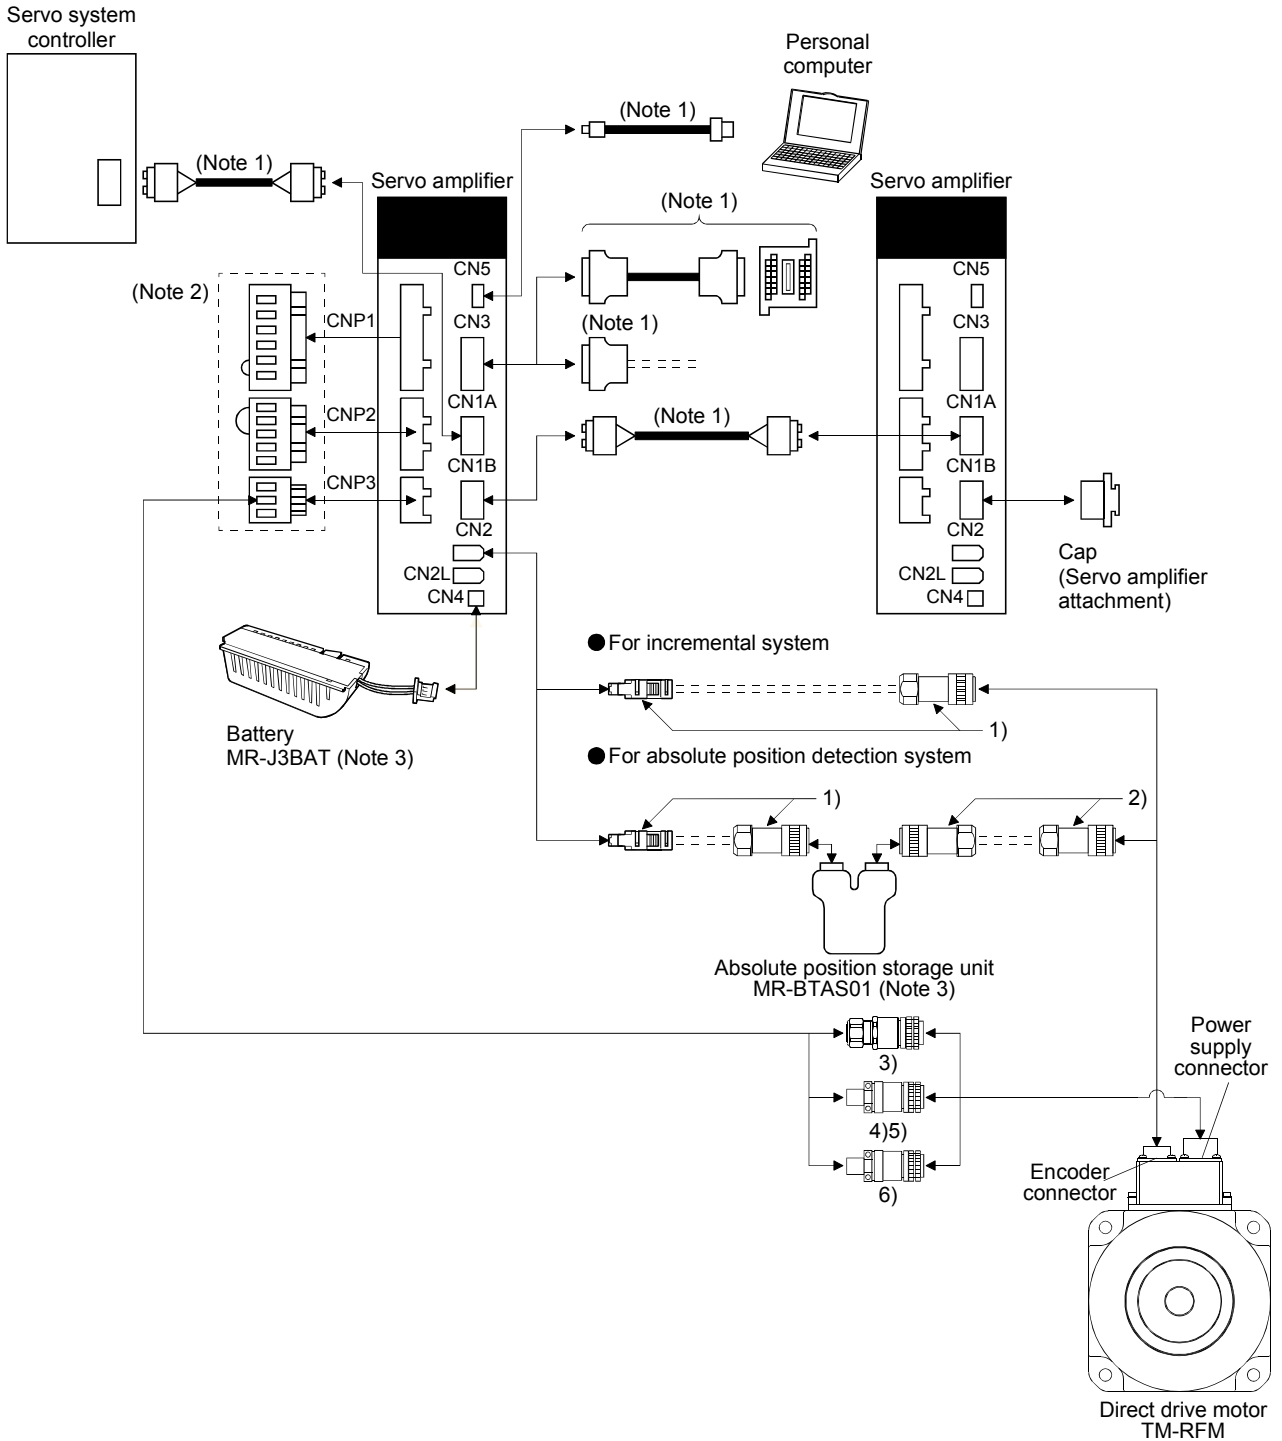 Servo system
controller
Personal
computer
(Note 1)
(Note 1)
Servo amplifier
Servo amplifier
(Note 1)
CN5
CN5
(Note 2)
CNP1
CN3
(Note 1)
CN3
CN1A
CN1A
CNP2
(Note 1)
CN1B
CN1B
CNP3
CN2
CN2
Cap
(Servo amplifier
attachment)
CN2L
CN2L
CN4
CN4
Battery
MR-J3BAT (Note 3)
●For incremental system
1)
●For absolute position detection system
1)
2)
Absolute position storage unit
MR-BTAS01 (Note 3)
3)
4)5)
6)
Power
supply
connector
Encoder
connector
Direct drive motor
TM-RFM